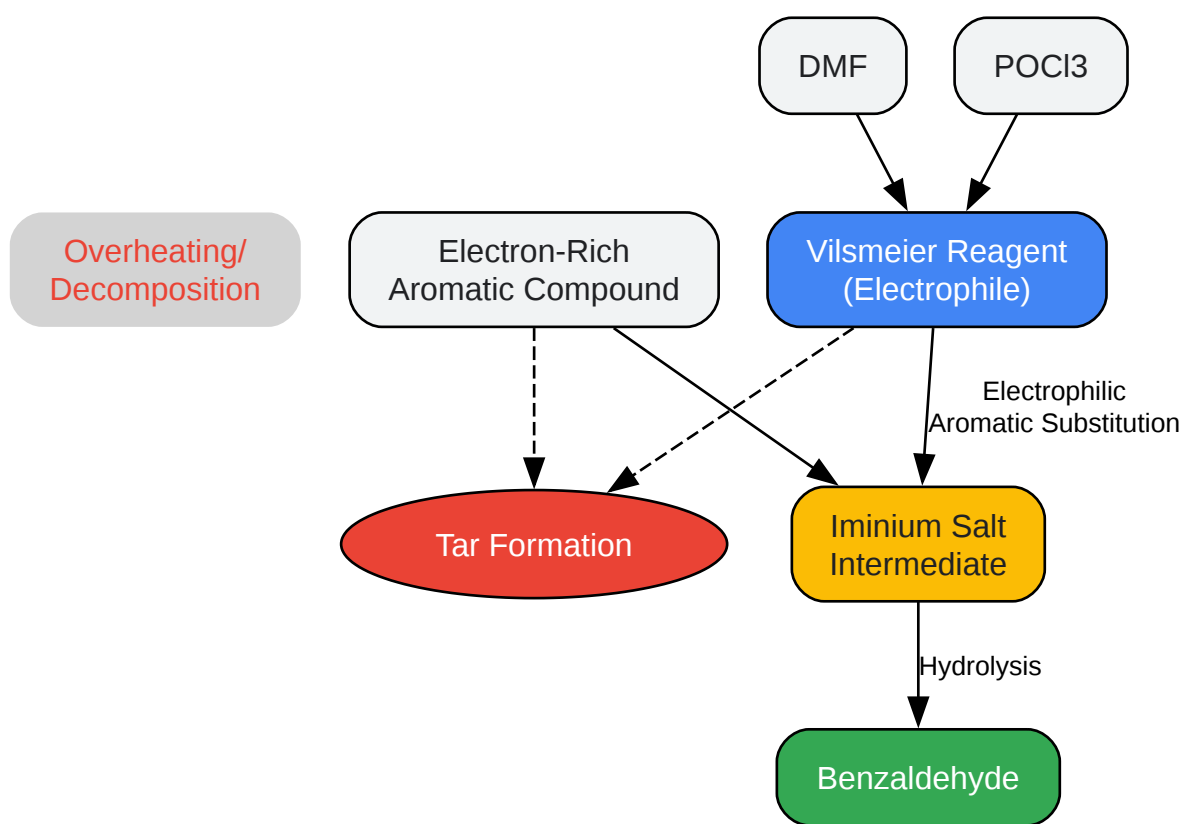 DMF
POCl3
Overheating/
Decomposition
Electron-Rich
Aromatic Compound
Vilsmeier Reagent
(Electrophile)
Electrophilic
Aromatic Substitution
Tar Formation
Iminium Salt
Intermediate
Hydrolysis
Benzaldehyde